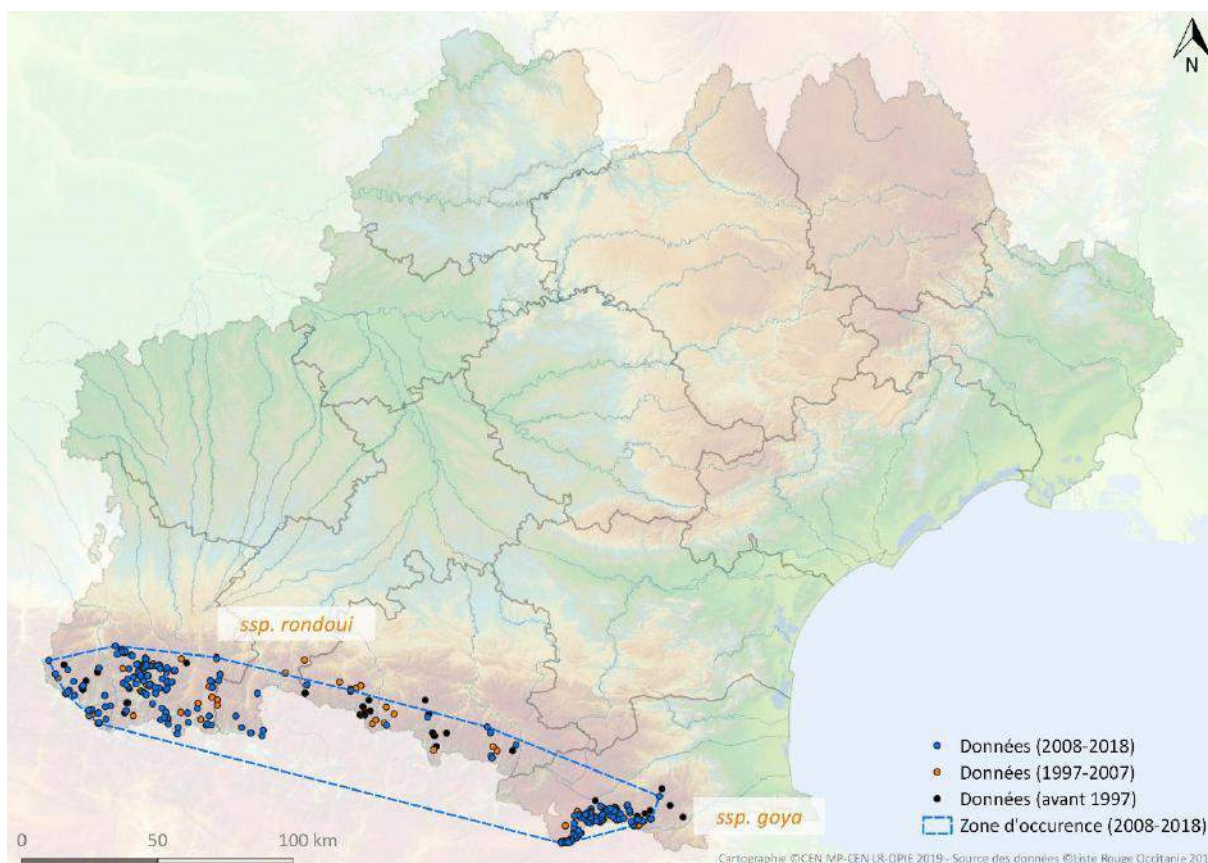 N
ssp. rondoui
Données (2008-2018)
Données (1997-2007)
Données (avant 1997)
Zone d'occurence (2008-2018)
ssp. goya
0 50 100 km
Cartographie ©CEN MP-CEN LR-OPIE 2019 - Source des données ©Liste Rouge Occitanie 201